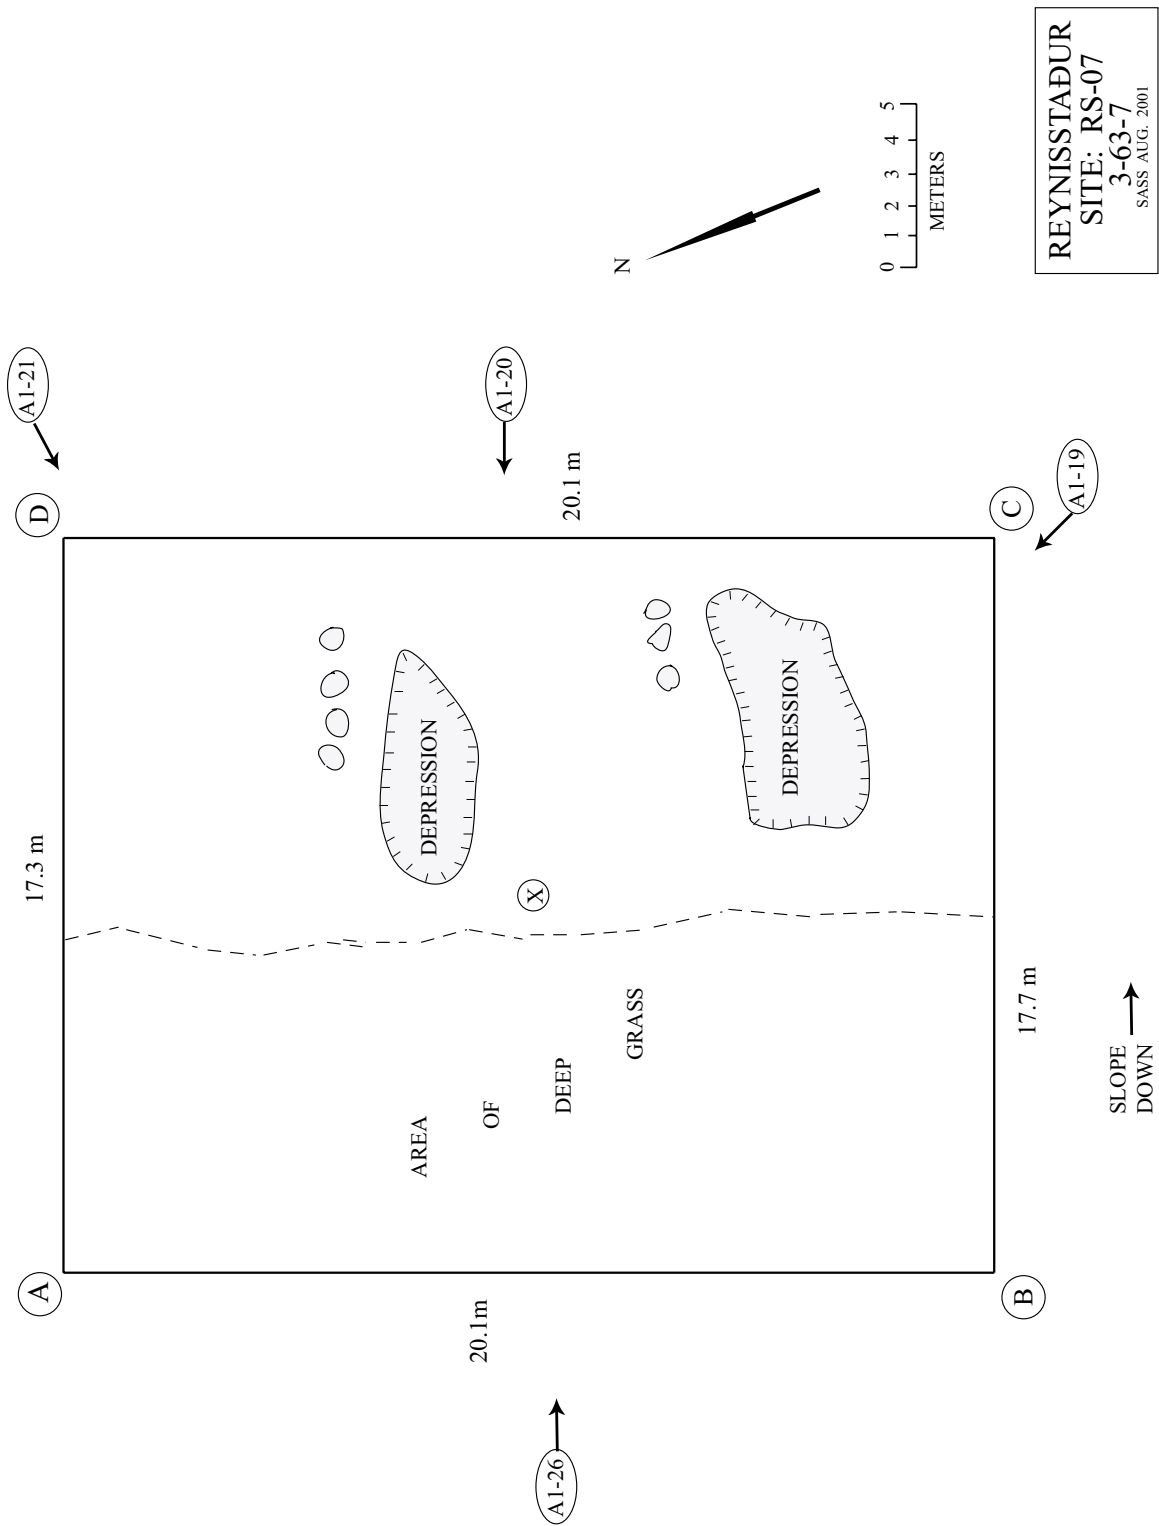 A1-21
D
17.3 m
A
A1-20
20.1 m
DEPRESSION
X
AREA
OF
DEEP
GRASS
20.1m
A1-26
DEPRESSION
C
A1-19
17.7 m
B
SLOPE
DOWN
N
0 1 2 3 4 5
METERS
REYNISSTAÐUR
SITE: RS-07
3-63-7
SASS AUG. 2001